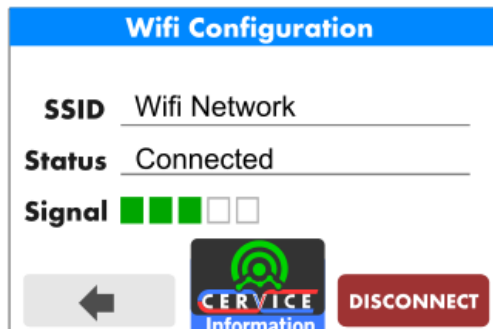 Wifi Configuration
SSID Wifi Network
Status Connected
Signal
CERVICE
Information
DISCONNECT